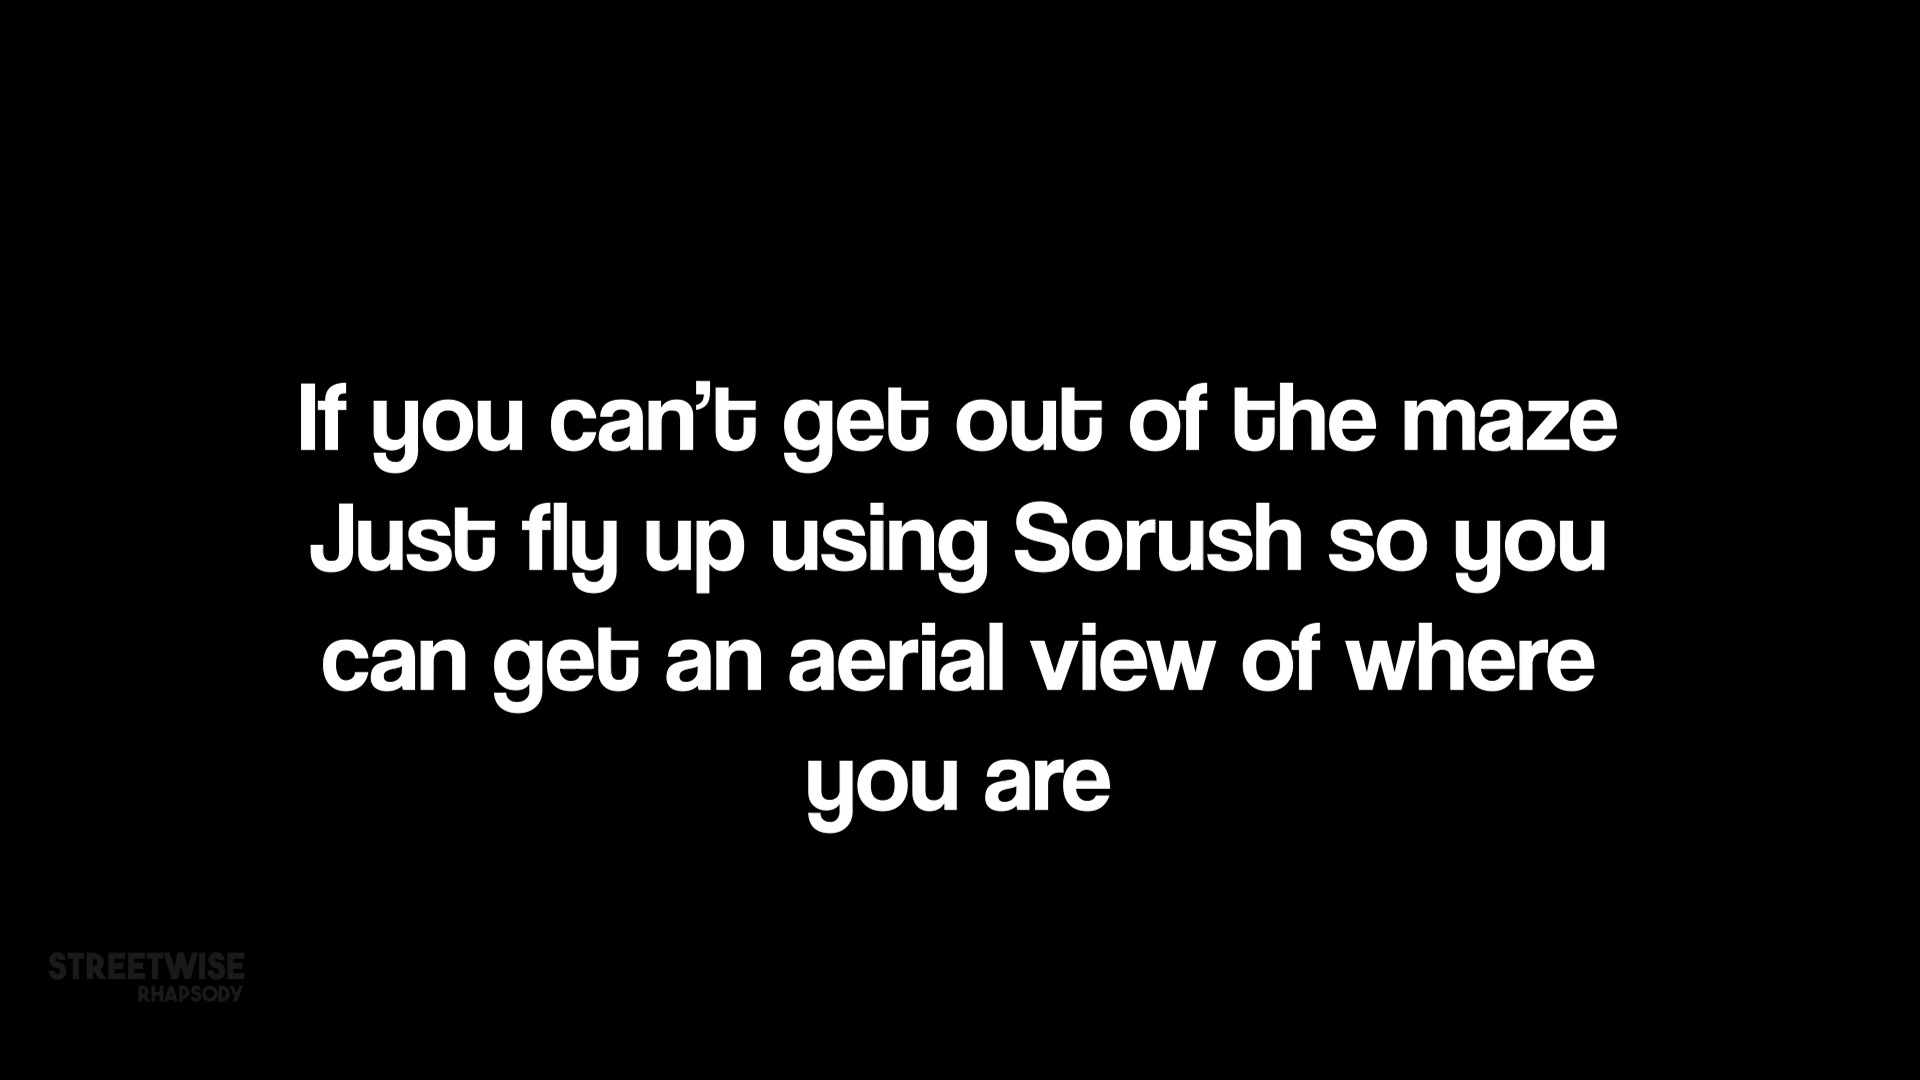 If you can’t get out of the maze
Just fly up using Sorush so you
can get an aerial view of where
you are
STREETWISE
RHAPSODY